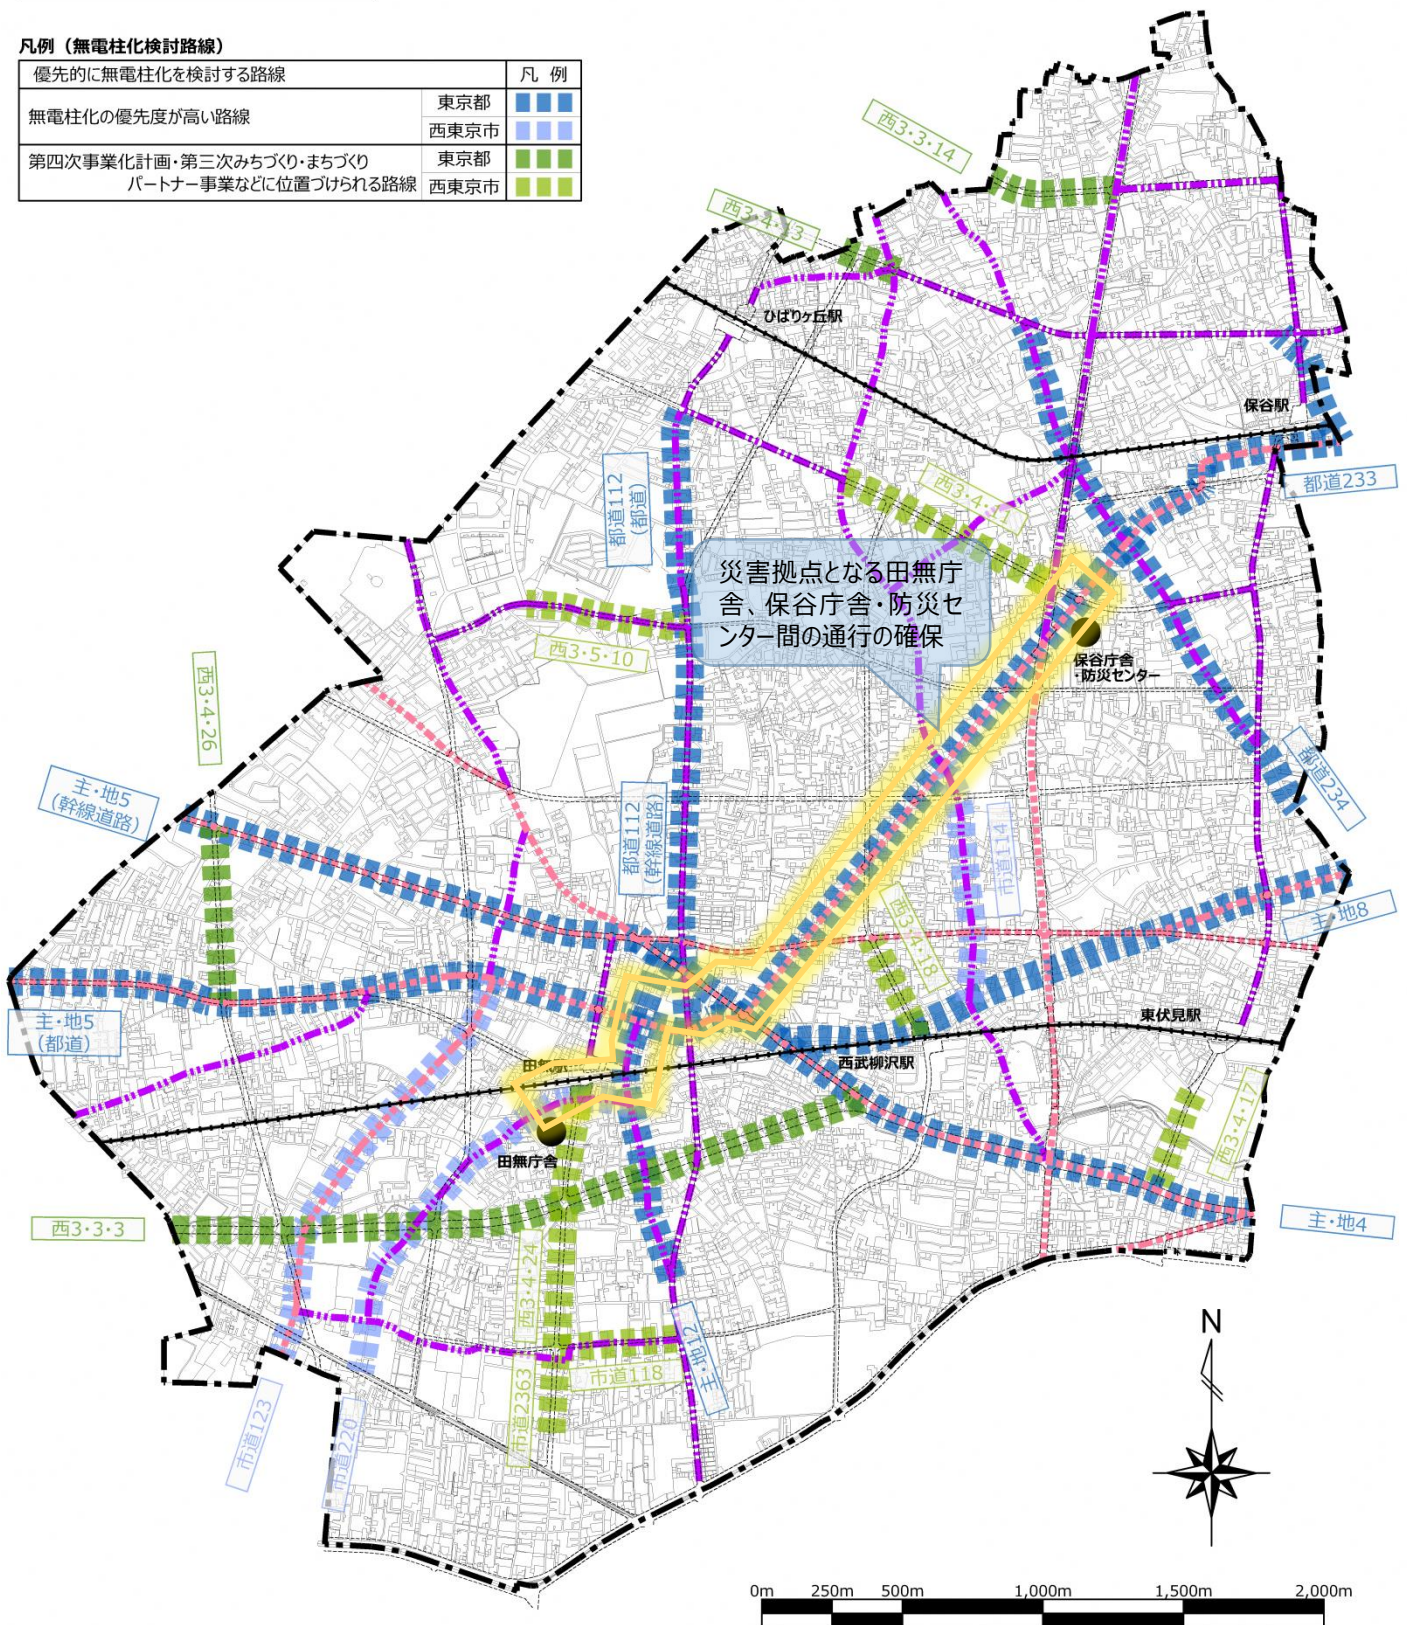 凡例（無電柱化検討路線）
優先的に無電柱化を検討する路線
凡 例
無電柱化の優先度が高い路線
東京都
西東京市
第四次事業化計画・第三次みちづくり・まちづくり
パートナー事業などに位置づけられる路線
東京都
西東京市
西3・3・14
西3・4・13
ひばりヶ丘駅
保谷駅
都道233
都道112
（都道）
西3・4・
災害拠点となる田無庁
舎、保谷庁舎・防災セ
ンター間の通行の確保
西3・5・10
保谷庁舎
・防災センター
西3・4・26
主・地5
（幹線道路）
都道112
（幹線道路）
都道234
市道114
西3・4・18
主・地8
主・地5
（都道）
東伏見駅
西武柳沢駅
田無
田無庁舎
西3・4・17
西3・3・3
主・地4
西3・4・24
市道2363
市道118
主・地12
市道123
市道220
N
0m 250m 500m 1,000m 1,500m 2,000m